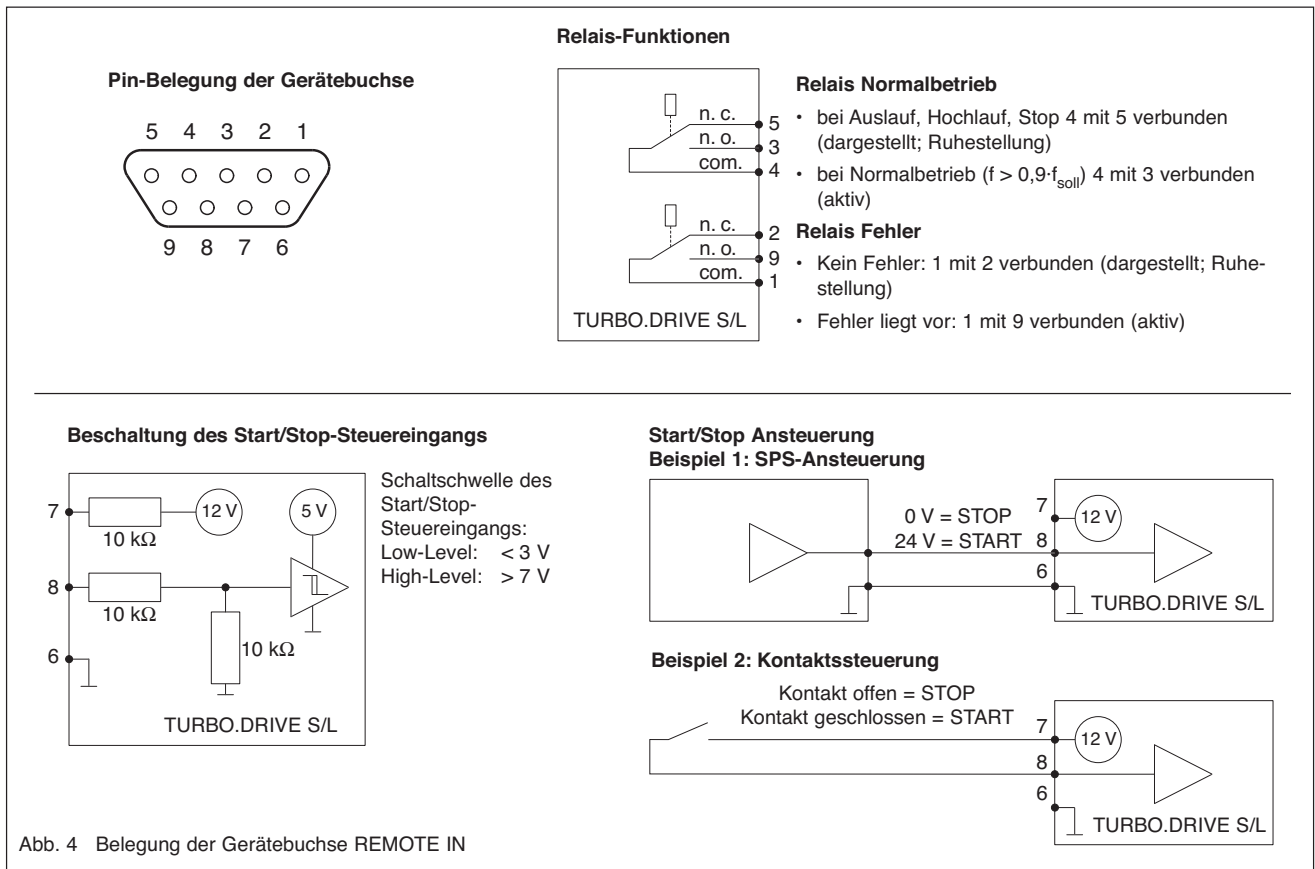 Relais-Funktionen
Pin-Belegung der Gerätebuchse
5 4 3 2 1
9 8 7 6
n. c.
5
n. o.
3
com.
4
n. c.
2
n. o.
9
com.
1
TURBO.DRIVE S/L
Relais Normalbetrieb
• bei Auslauf, Hochlauf, Stop 4 mit 5 verbunden
(dargestellt; Ruhestellung)
• bei Normalbetrieb (f > 0,9·fsoll) 4 mit 3 verbunden
(aktiv)
Relais Fehler
• Kein Fehler: 1 mit 2 verbunden (dargestellt; Ruhe-
stellung)
• Fehler liegt vor: 1 mit 9 verbunden (aktiv)
Beschaltung des Start/Stop-Steuereingangs
7
12 V
5 V
10 kΩ
8
10 kΩ
10 kΩ
6
TURBO.DRIVE S/L
Schaltschwelle des
Start/Stop-
Steuereingangs:
Low-Level: < 3 V
High-Level: > 7 V
Start/Stop Ansteuerung
Beispiel 1: SPS-Ansteuerung
0 V = STOP
24 V = START
7
12 V
8
6
TURBO.DRIVE S/L
Beispiel 2: Kontaktssteuerung
Kontakt offen = STOP
Kontakt geschlossen = START
7
12 V
8
6
TURBO.DRIVE S/L
Abb. 4 Belegung der Gerätebuchse REMOTE IN